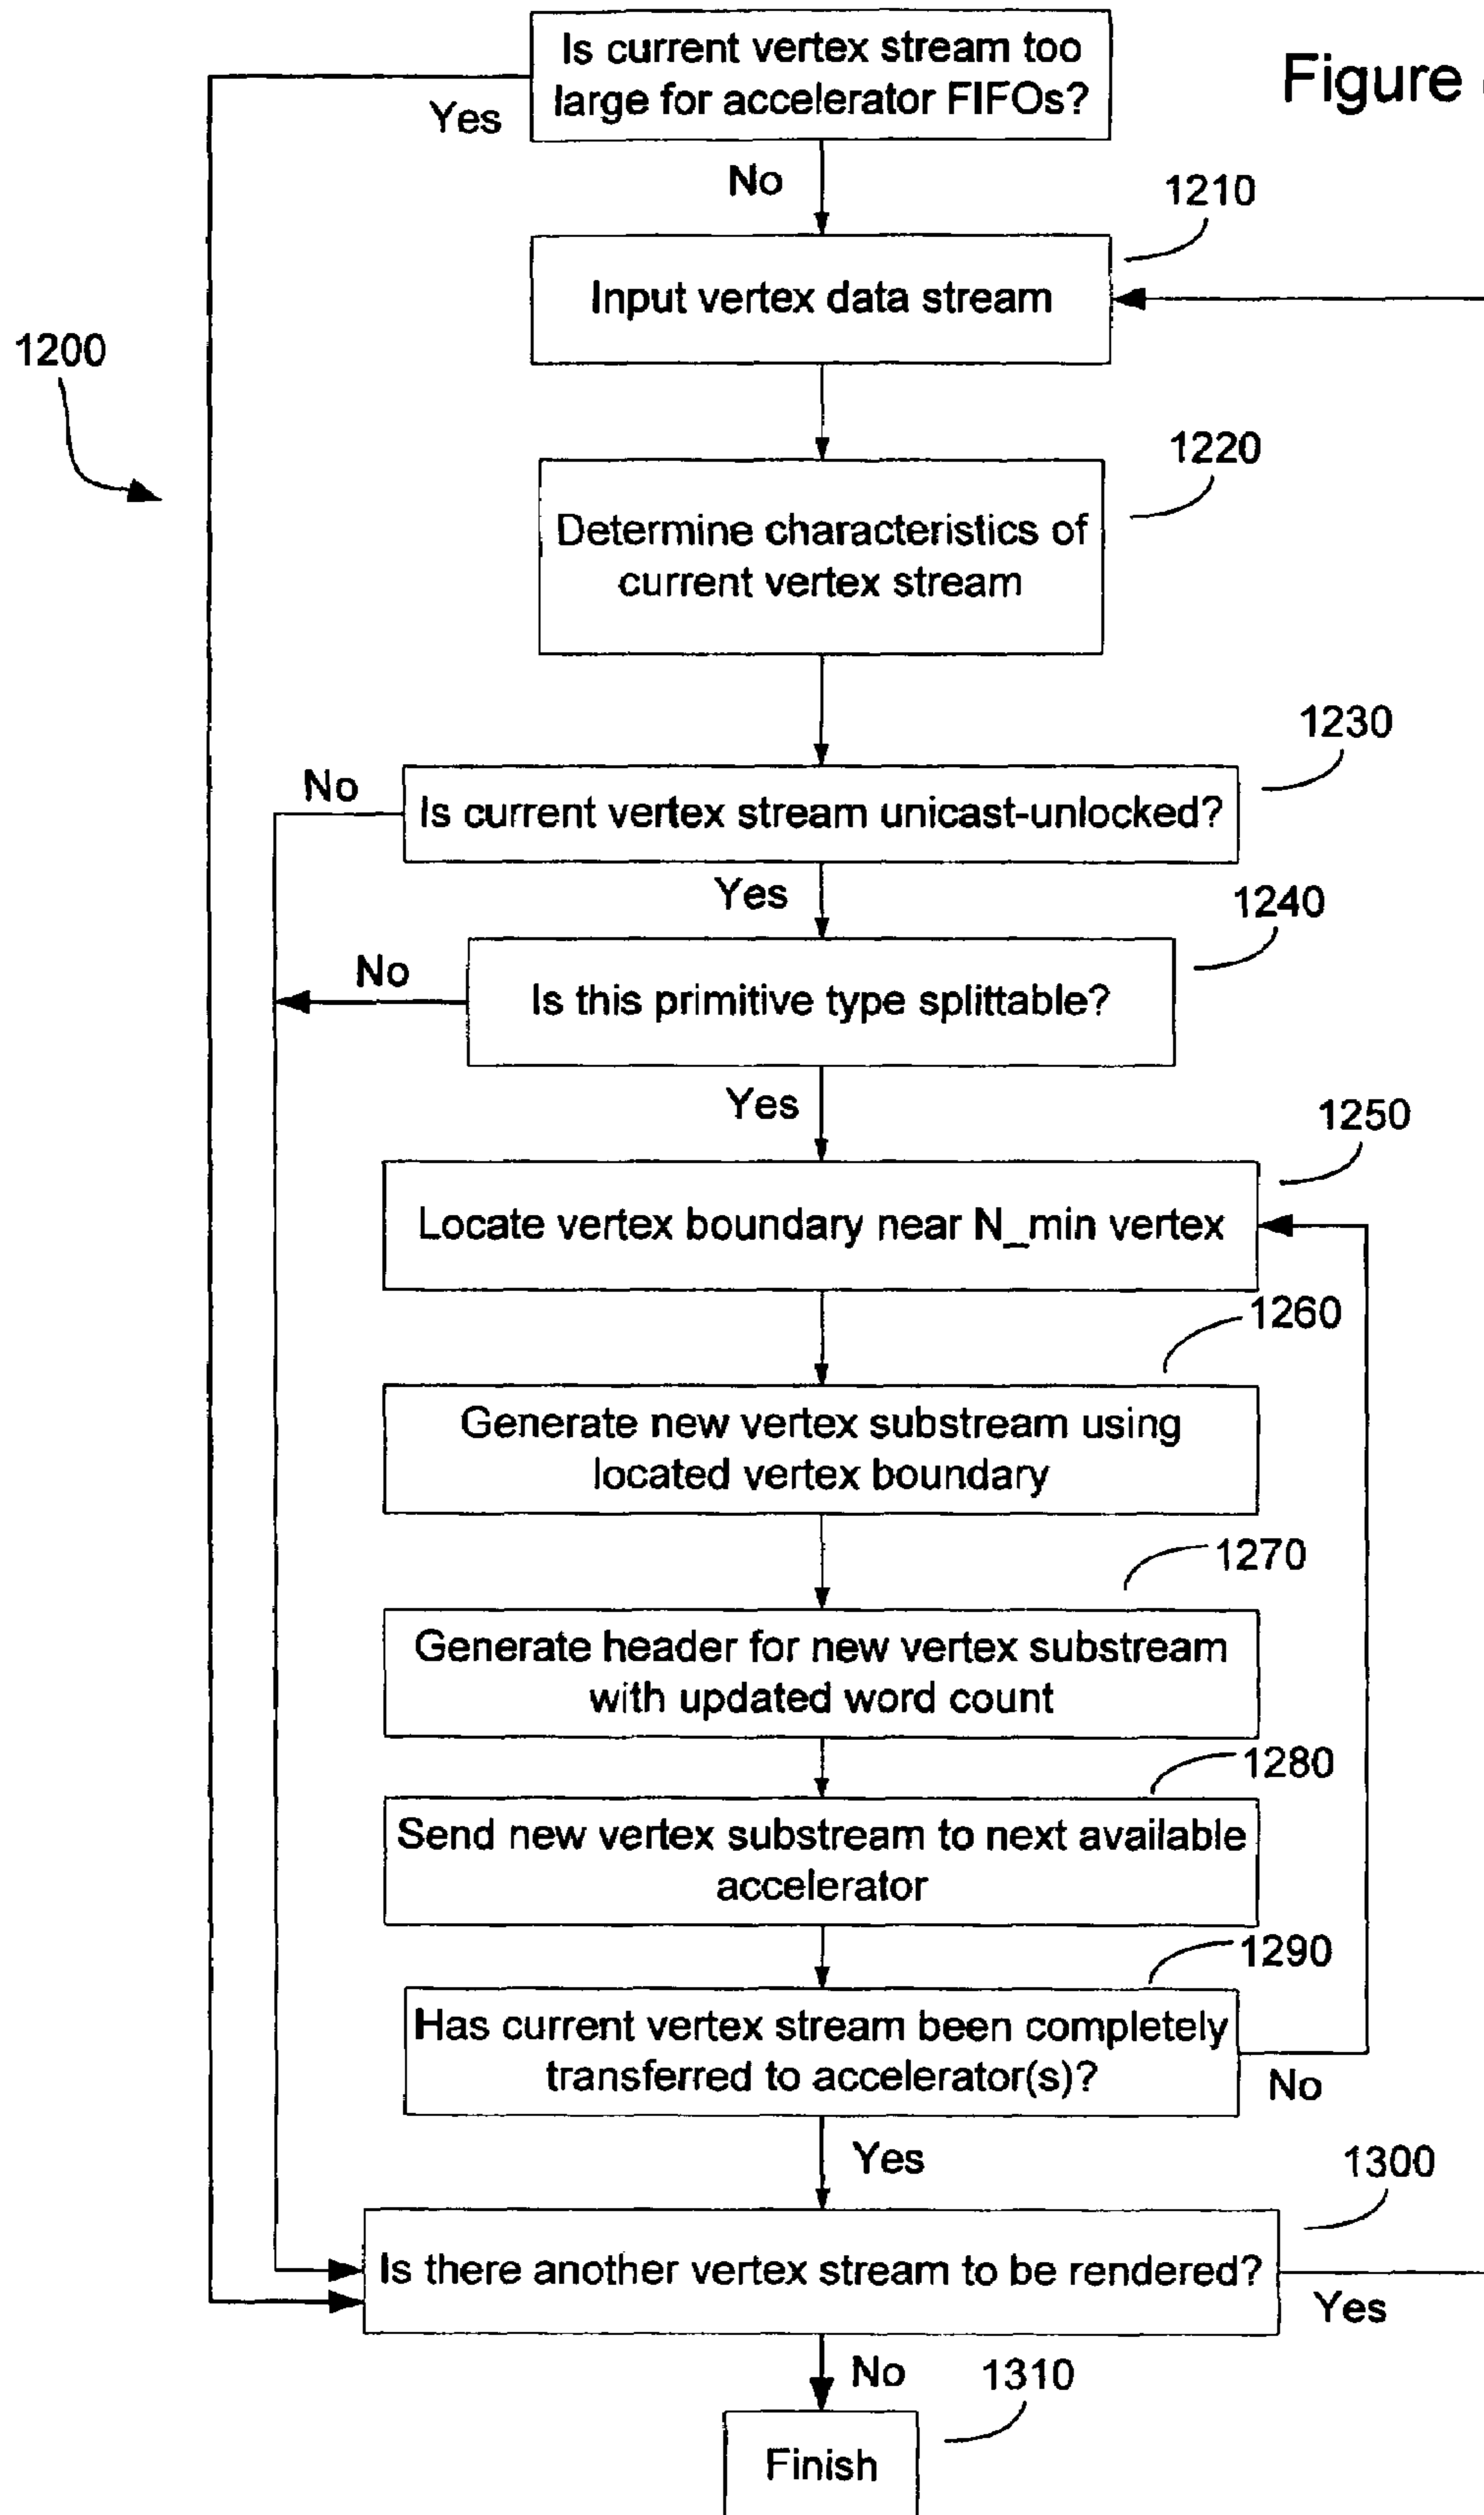 Is current vertex stream too
large for accelerator FIFOs?
Figure
Yes
No
1210
Input vertex data stream
1200
1220
Determine characteristics of
current vertex stream
1230
No
Is current vertex stream unicast-unlocked?
Yes
1240
No
Is this primitive type splittable?
Yes
1250
Locate vertex boundary near N_min vertex
1260
Generate new vertex substream using
located vertex boundary
1270
Generate header for new vertex substream
with updated word count
1280
Send new vertex substream to next available
accelerator
1290
Has current vertex stream been completely
transferred to accelerator(s)?
No
Yes
1300
Is there another vertex stream to be rendered?
Yes
No
1310
Finish